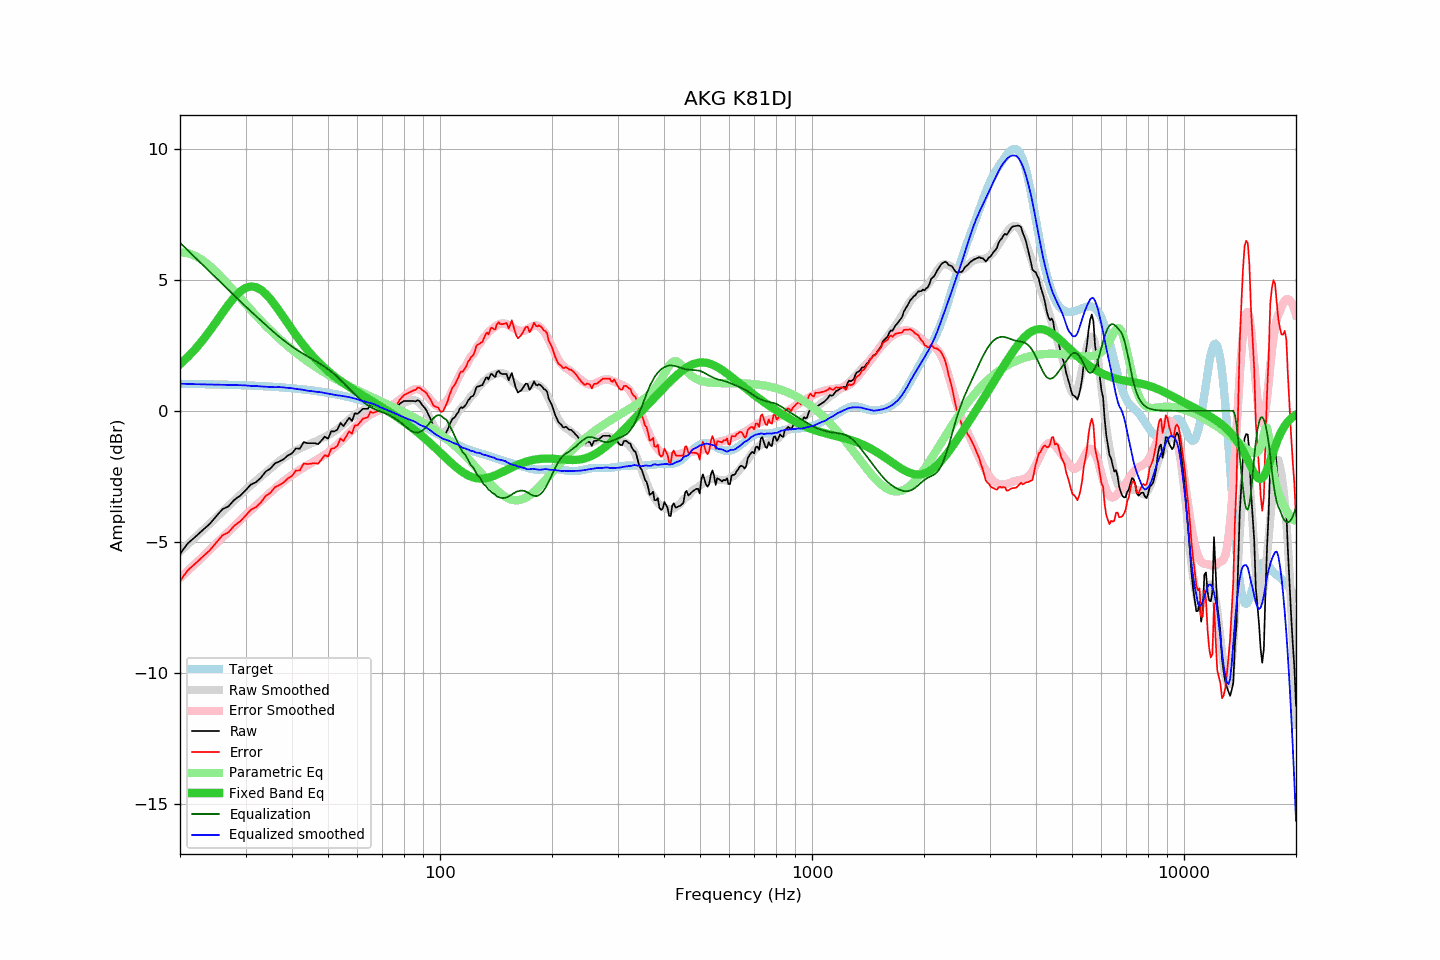 AKG K81DJ
10
5
0
−5
−10
−15
Amplitude (dBr)
Target
Raw Smoothed
Error Smoothed
Raw
Error
Parametric Eq
Fixed Band Eq
Equalization
Equalized smoothed
100
1000
10000
Frequency (Hz)